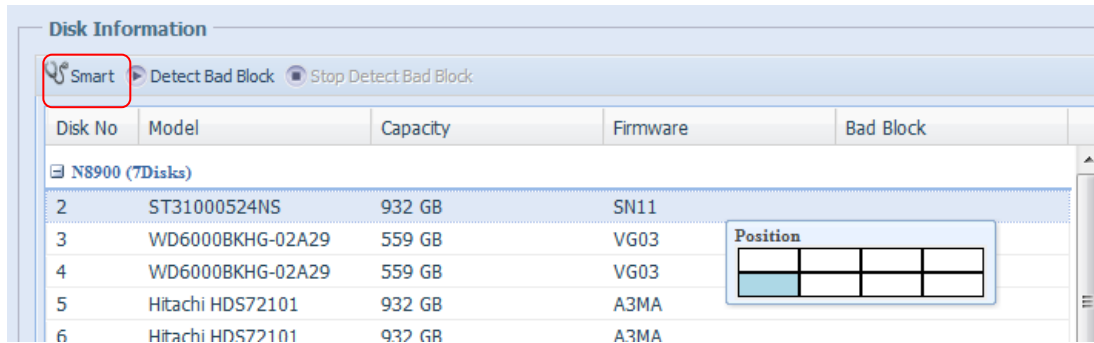 Disk Information
Smart Detect Bad Block Stop Detect Bad Block
Disk No Model Capacity Firmware Bad Block
N8900 (7Disks)
2 ST31000524NS 932 GB SN11
3 WD6000BKHG-02A29 559 GB VG03
Position
4 WD6000BKHG-02A29 559 GB VG03
5 Hitachi HDS72101 932 GB A3MA
6 Hitachi HDS72101 932 GB A3MA